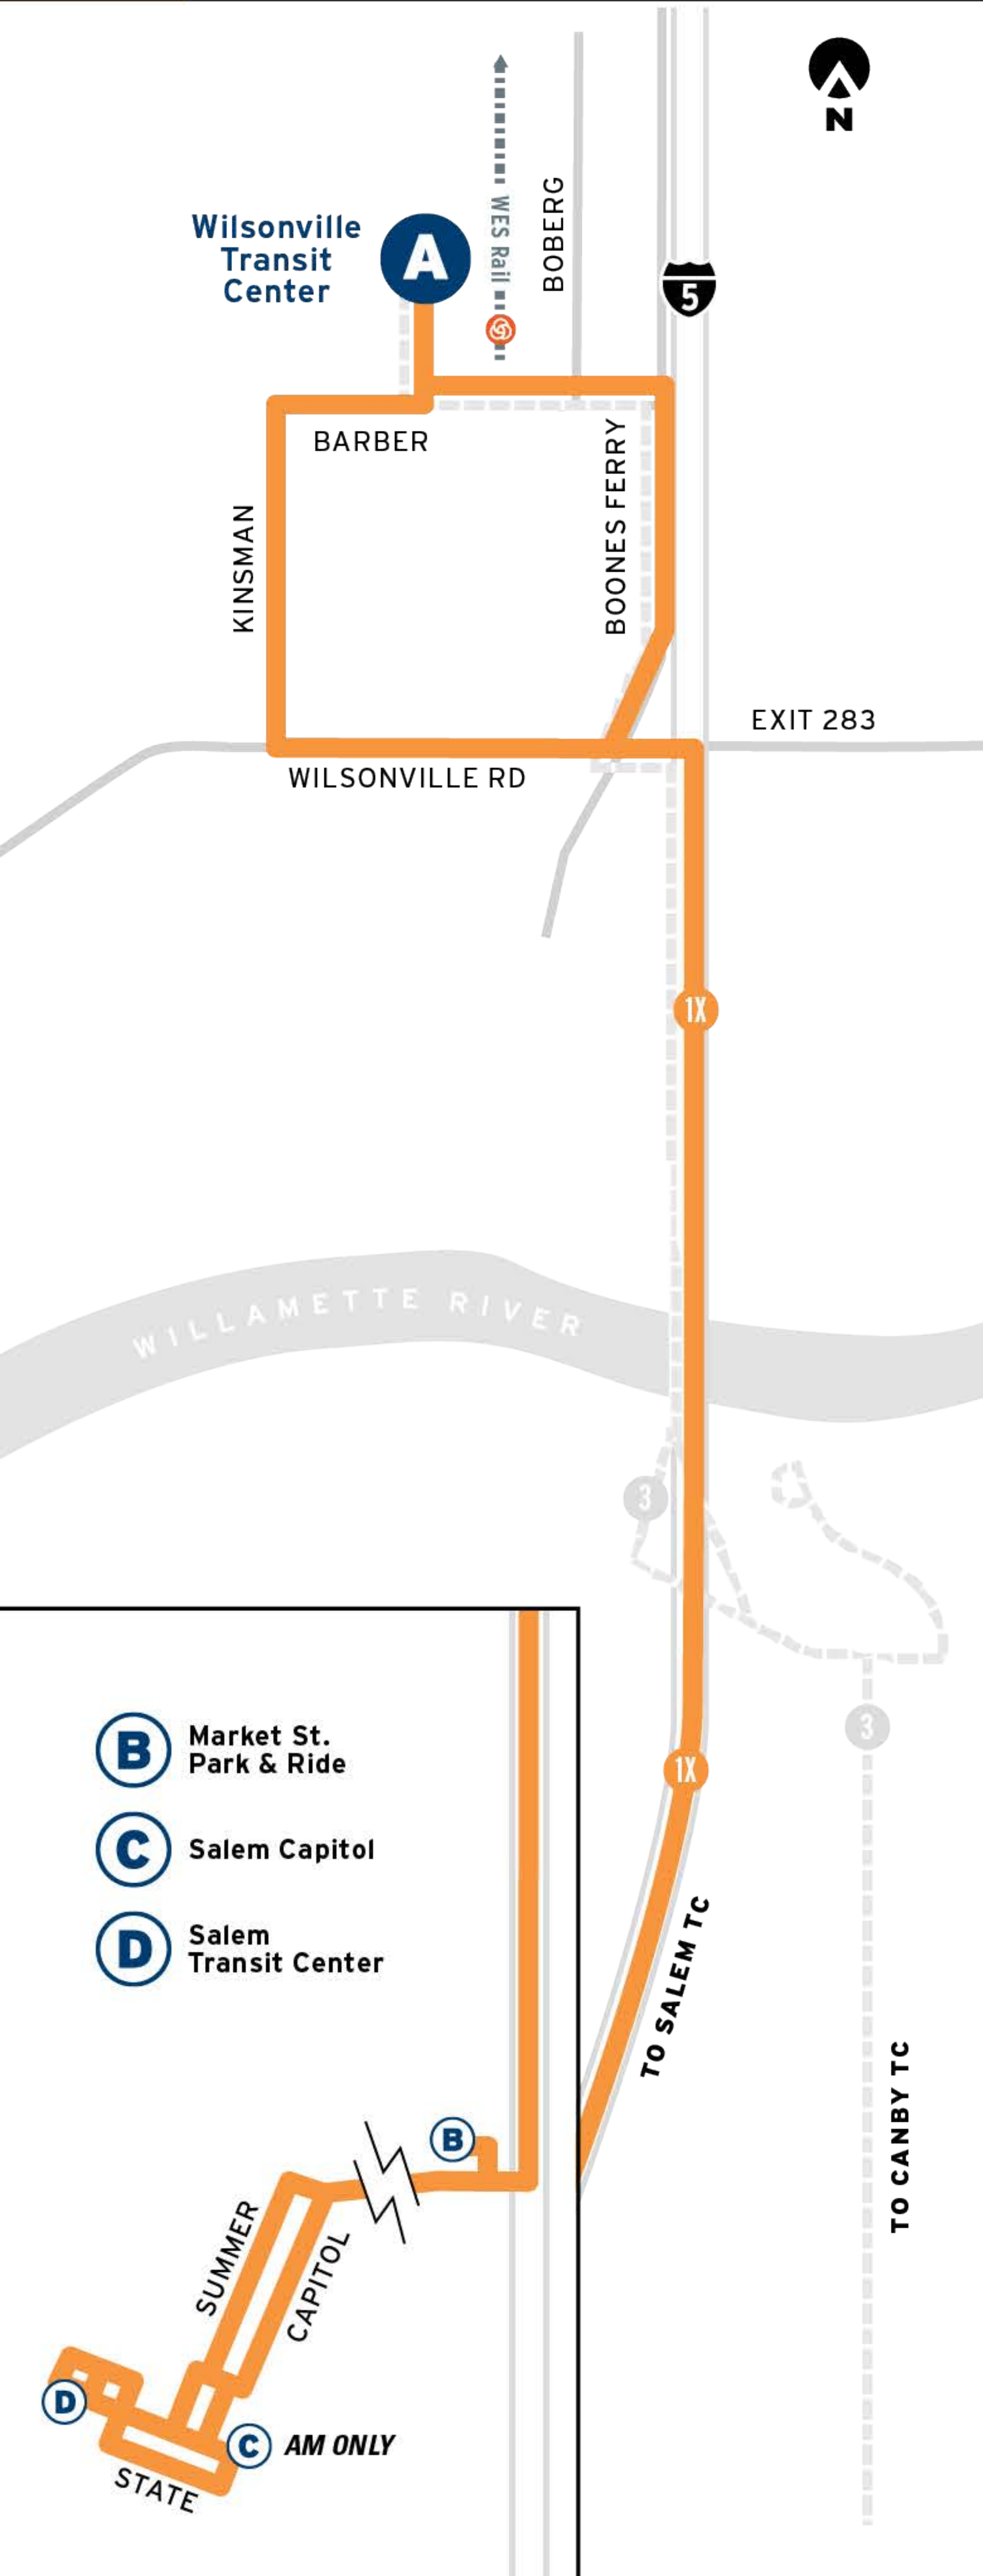 N
WES Rail
BOBERG
Wilsonville
Transit
Center
A
5
BARBER
BOONES FERRY
KINSMAN
EXIT 283
WILSONVILLE RD
1X
WILLAMETTE RIVER
3
3
1X
TO SALEM TC
TO CANBY TC
B
Market St.
Park & Ride
C
Salem Capitol
D
Salem
Transit Center
B
SUMMER
CAPITOL
D
C
AM ONLY
STATE